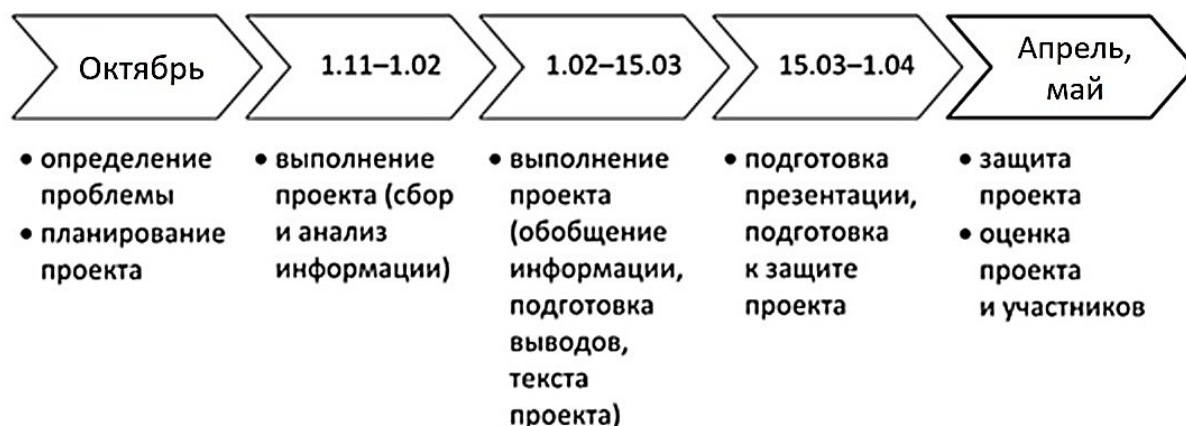 Октябрь
1.11–1.02
1.02–15.03
15.03–1.04
Апрель,
май
• определение
проблемы
• планирование
проекта
• выполнение
проекта (сбор
и анализ
информации)
• выполнение
проекта
(обобщение
информации,
подготовка
выводов,
текста
проекта)
• подготовка
презентации,
подготовка
к защите
проекта
• защита
проекта
• оценка
проекта
и участников